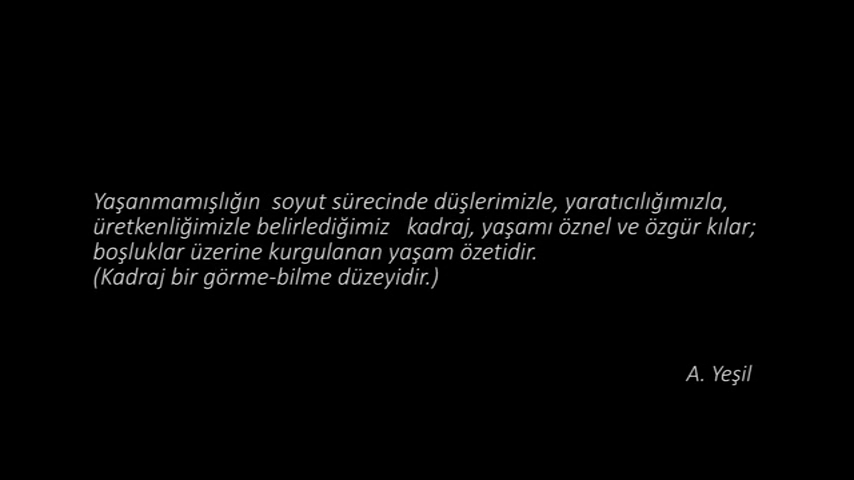 Yaşanmamışlığın  soyut sürecinde düşlerimizle, yaratıcılığımızla,
üretkenliğimizle belirlediğimiz   kadraj, yaşamı öznel ve özgür kılar;
boşluklar üzerine kurgulanan yaşam özetidir.
(Kadraj bir görme-bilme düzeyidir.)
A. Yeşil